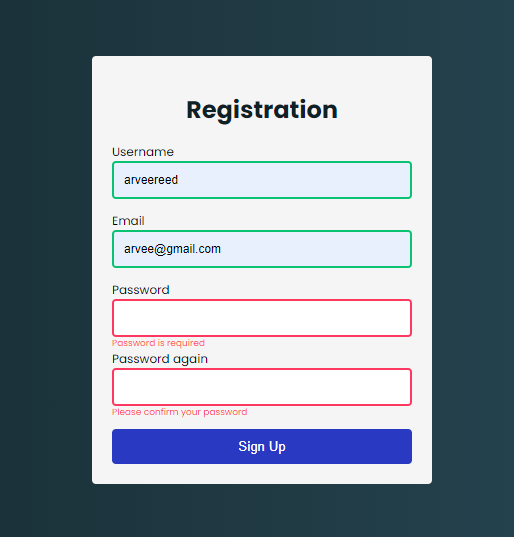 Registration
Username
arveereed
Email
arvee@gmail.com
Password
Password is required
Password again
Please confirm your password
Sign Up